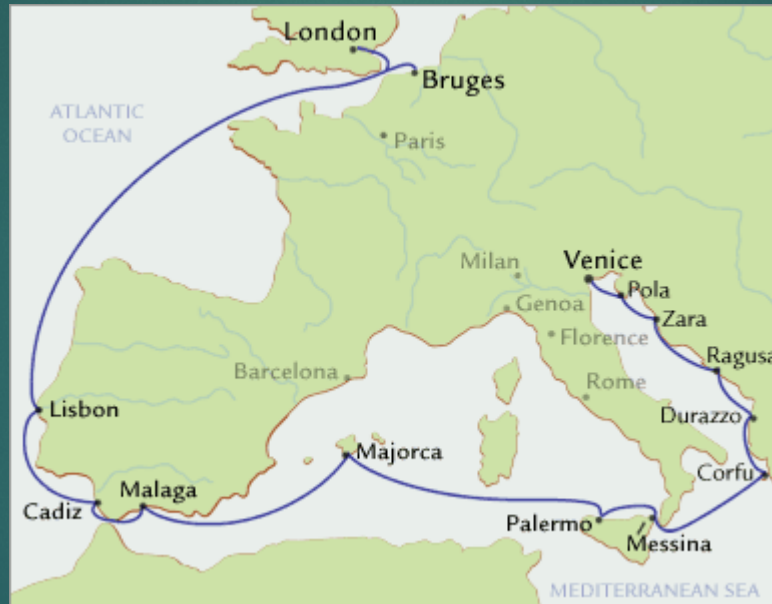 London
Bruges
ATLANTIC
OCEAN
Paris
Milan
Venice
Pola
Genoa
Zara
Florence
Ragusa
Barcelona
Rome
Lisbon
Durazzo
Majorca
Corfu
Malaga
Cadiz
Palermo
Messina
MEDITERRANEAN SEA